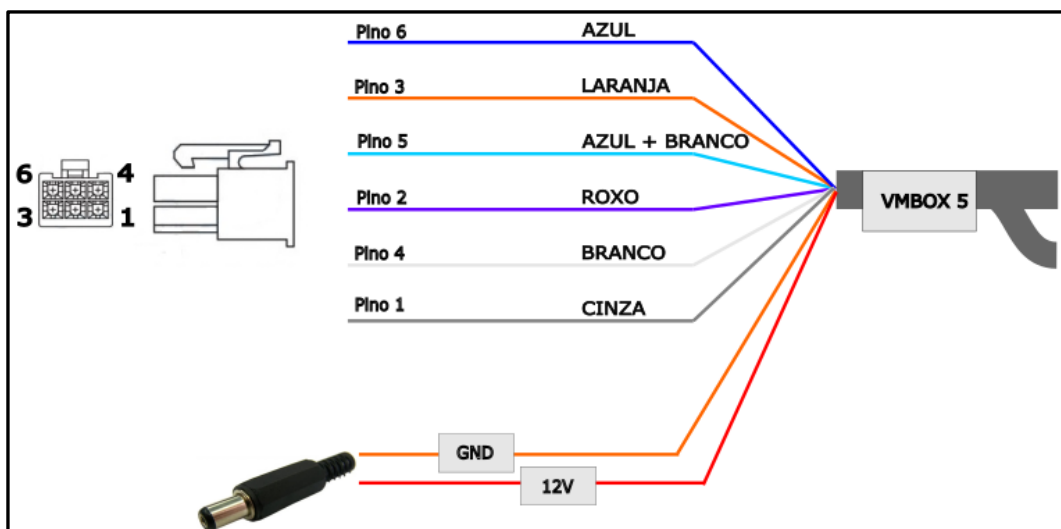 Pino 6 AZUL
Pino 3 LARANJA
Pino 5 AZUL + BRANCO
6 4
Pino 2 ROXO
VMBOX 5
3 1
Pino 4 BRANCO
Pino 1 CINZA
GND
12V